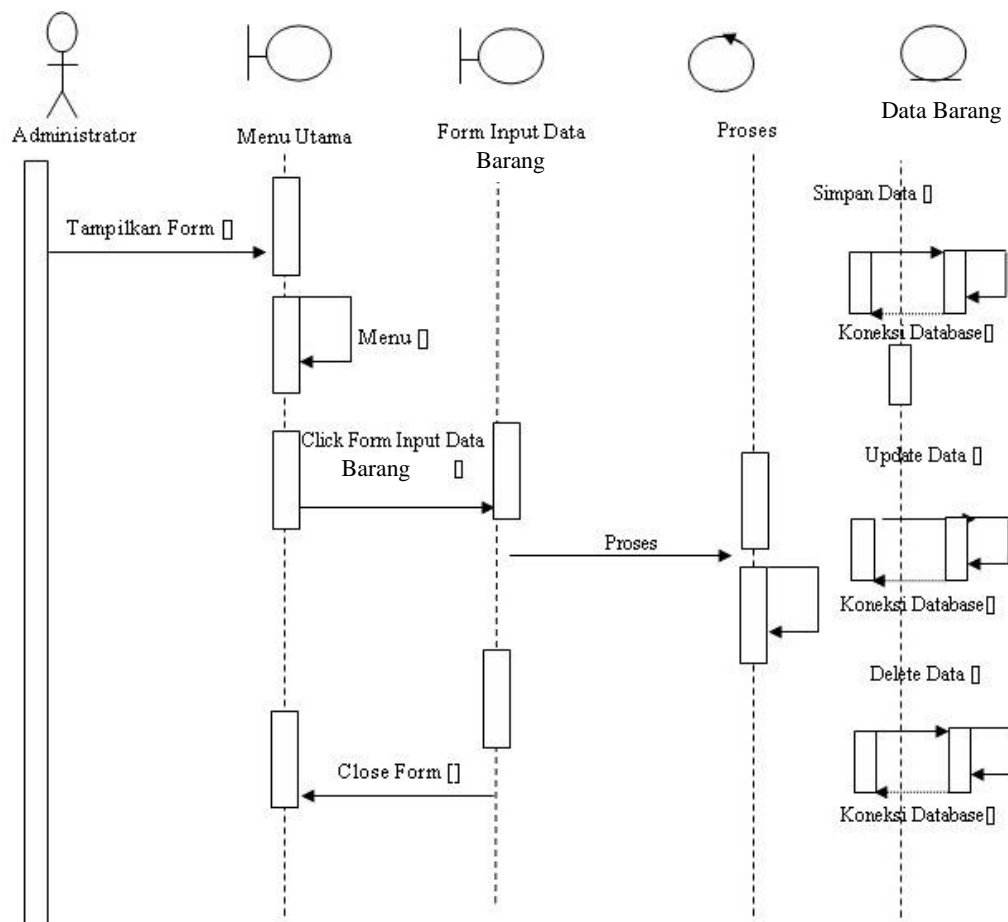 Administrator
Menu Utama
Form Input Data
Barang
Proses
Data Barang
Simpan Data []
Tampilkan Form []
Koneksi Database[]
Menu []
Click Form Input Data
Barang []
Update Data []
Proses
Koneksi Database[]
Delete Data []
Close Form []
Koneksi Database[]